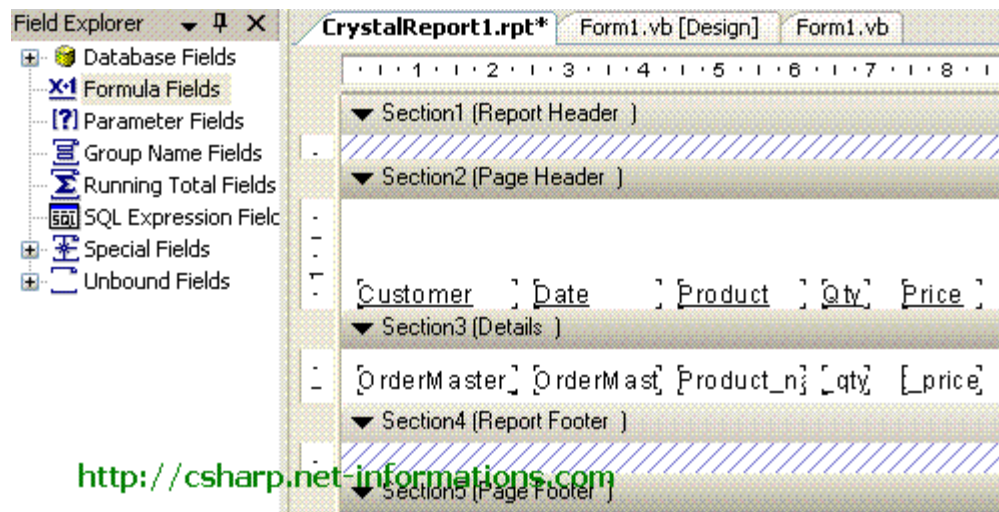 Field Explorer
Database Fields
Formula Fields
Parameter Fields
Group Name Fields
Running Total Fields
SQL Expression Fielc
Special Fields
Unbound Fields
CrystalReport1.rpt* Form1.vb [Design] Form1.vb
1 2 3 4 5 6 7 8
Section1 (Report Header )
Section2 (Page Header )
1
Customer Date Product Qty Price
Section3 (Details )
OrderMaster OrderMast Product_n _qty _price
Section4 (Report Footer )
http://csharp.net-informations.com
Section5 (Page Footer )